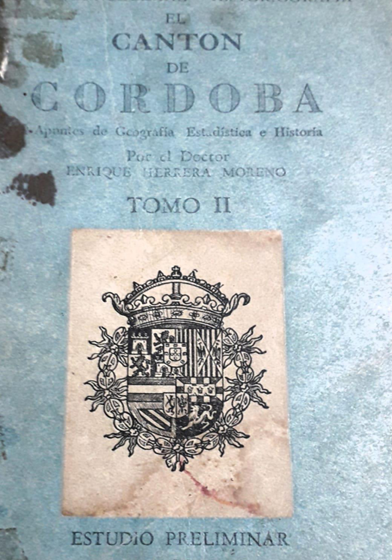 EL
CANTON
DE
CORDOBA
Apuntes de Geografía Estadística e Historia
Por el Doctor
ENRIQUE HERRERA MORENO
TOMO II
ESTUDIO PRELIMINAR